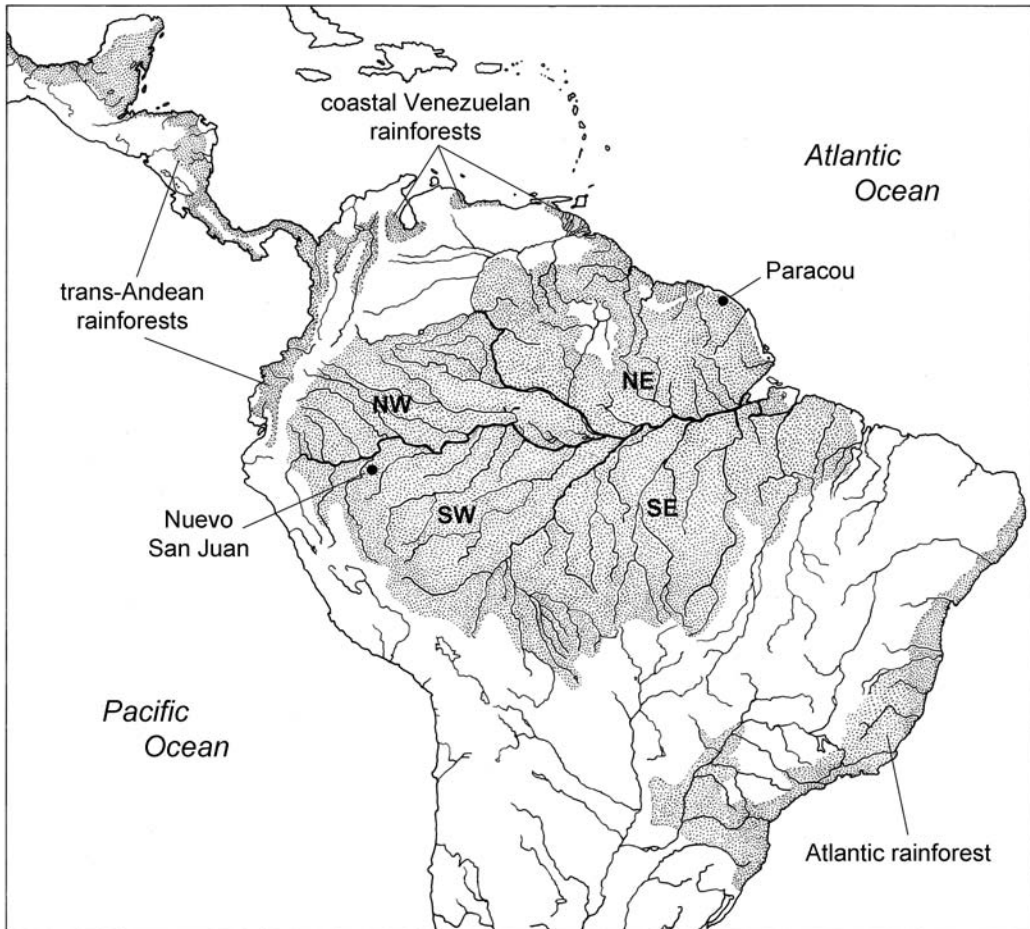 coastal Venezuelan
rainforests
Atlantic
Ocean
Paracou
trans-Andean
rainforests
NE
NW
SW
SE
Nuevo
San Juan
Pacific
Ocean
Atlantic rainforest